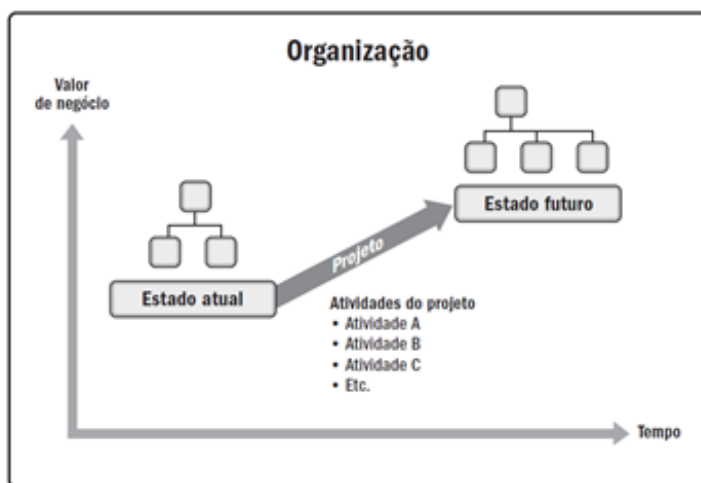 Organização
Valor
de negócio
Estado futuro
Projeto
Estado atual
Atividades do projeto
• Atividade A
• Atividade B
• Atividade C
• Etc.
Tempo